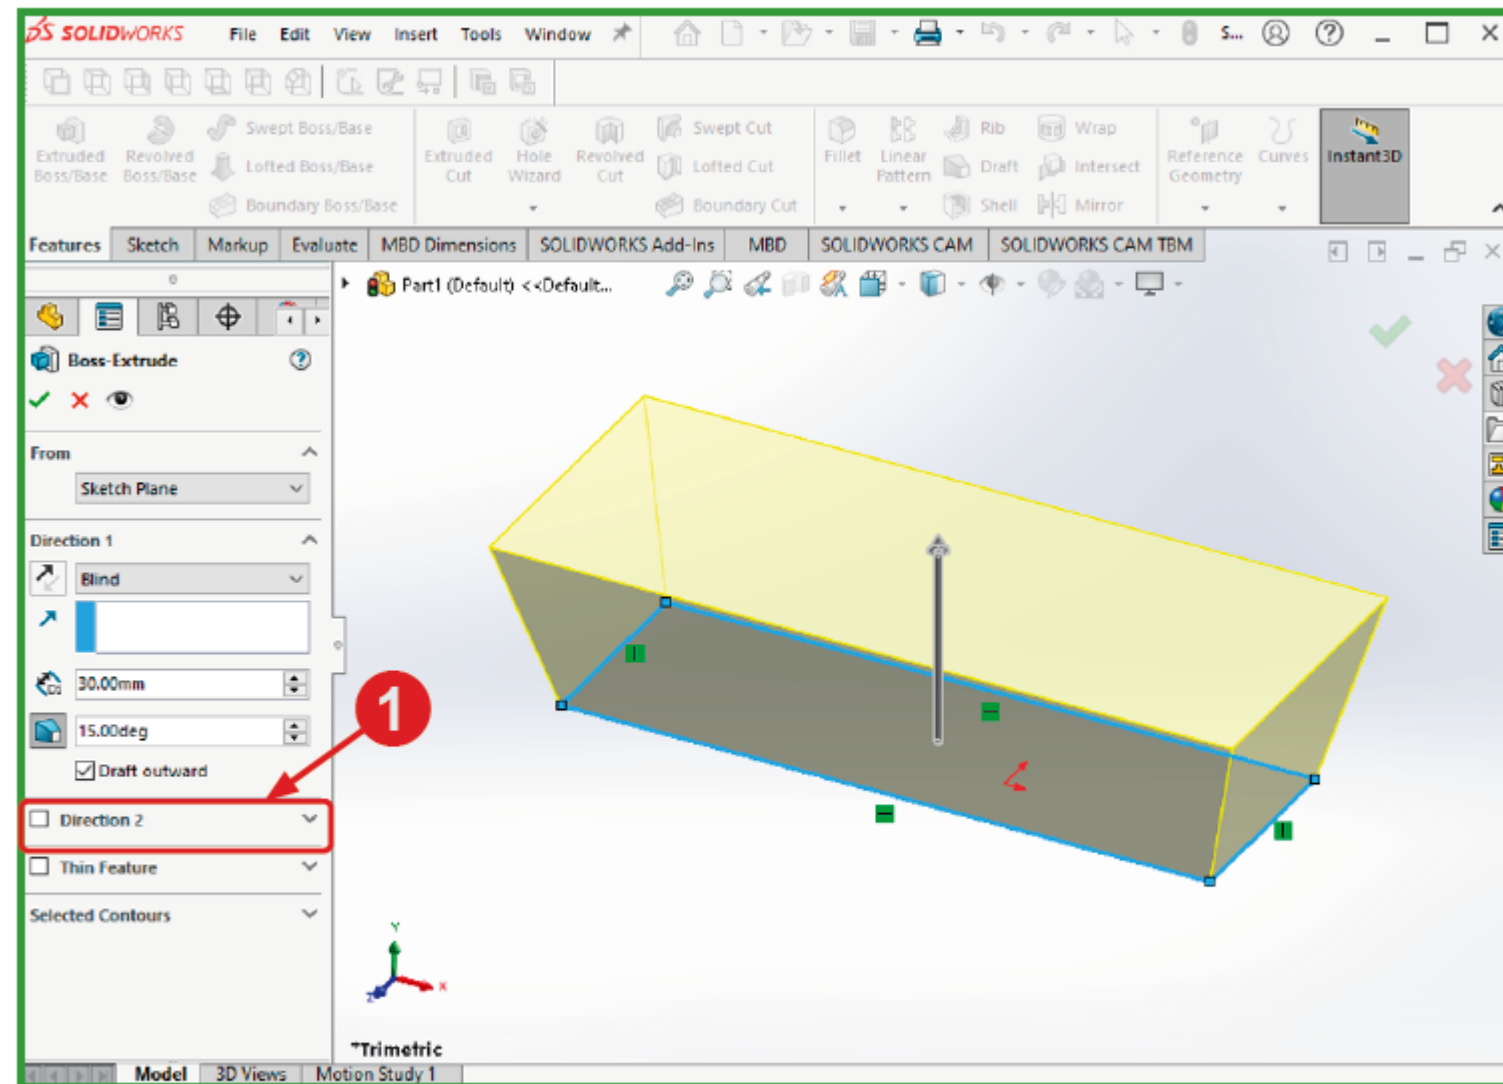 SOLIDWORKS File Edit View Insert Tools Window S... ?
Extruded Boss/Base
Revolved Boss/Base
Swept Boss/Base
Lofted Boss/Base
Boundary Boss/Base
Extruded Cut
Hole Wizard
Revolved Cut
Swept Cut
Lofted Cut
Boundary Cut
Fillet
Linear Pattern
Rib
Draft
Shell
Wrap
Intersect
Mirror
Reference Geometry
Curves
Instant3D
Features Sketch Markup Evaluate MBD Dimensions SOLIDWORKS Add-Ins MBD SOLIDWORKS CAM SOLIDWORKS CAM TBM
Part1 (Default) <<Default...
Boss-Extrude ?
From
Sketch Plane
Direction 1
Blind
D1 30.00mm
1
15.00deg
Draft outward
Direction 2
Thin Feature
Selected Contours
Y
X
Z
*Trimetric
Model 3D Views Motion Study 1